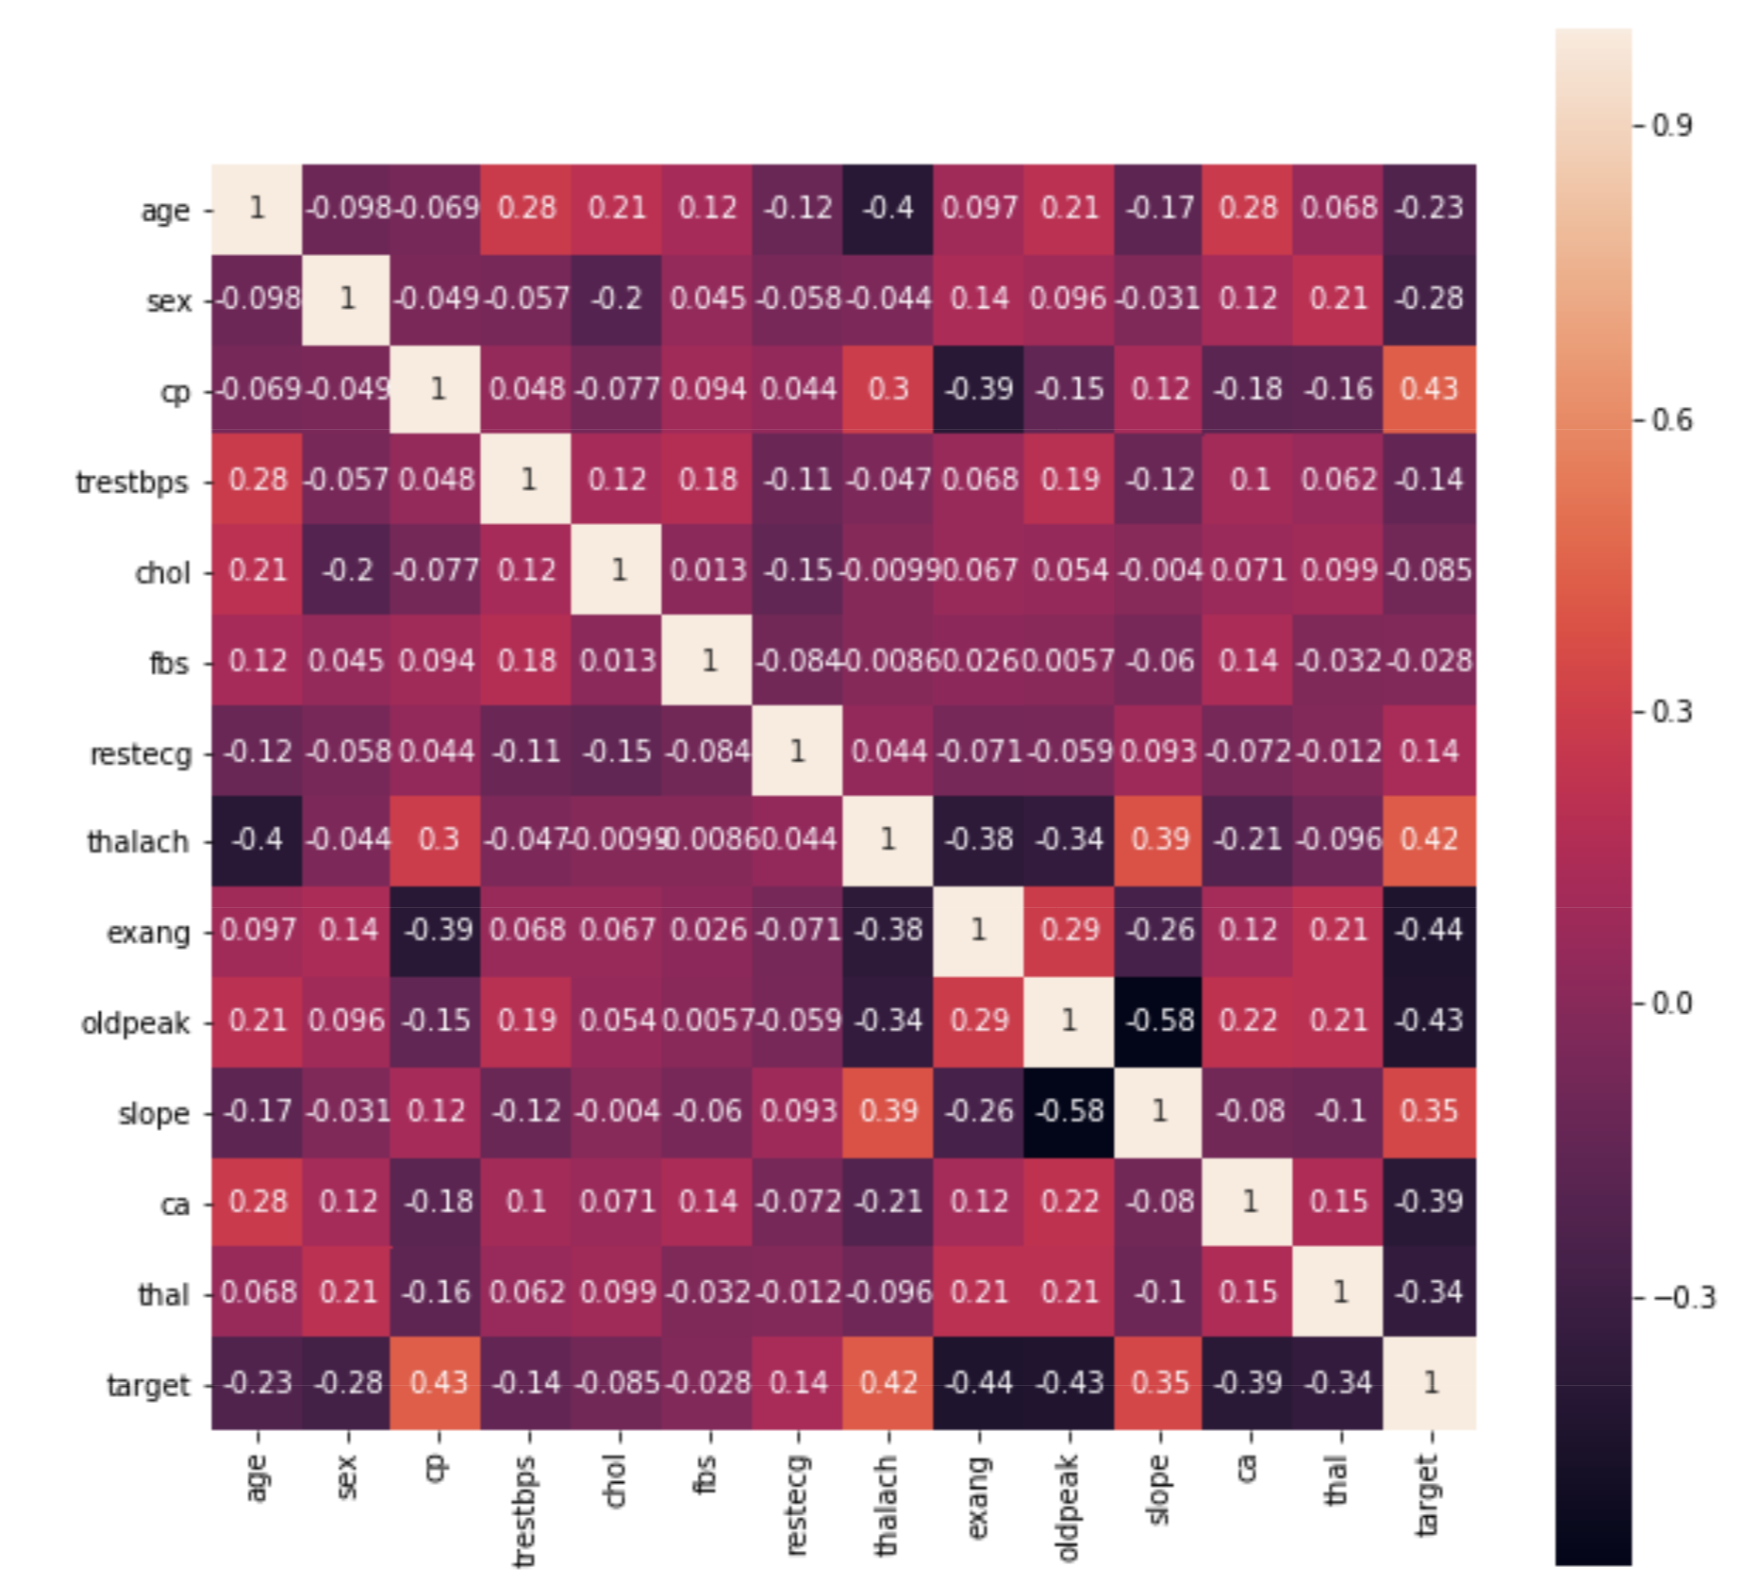 0.9
age 1 -0.098 -0.069 0.28 0.21 0.12 -0.12 -0.4 0.097 0.21 -0.17 0.28 0.068 -0.23
sex -0.098 1 -0.049 -0.057 -0.2 0.045 -0.058 -0.044 0.14 0.096 -0.031 0.12 0.21 -0.28
cp -0.069 -0.049 1 0.048 -0.077 0.094 0.044 0.3 -0.39 -0.15 0.12 -0.18 -0.16 0.43
0.6
trestbps 0.28 -0.057 0.048 1 0.12 0.18 -0.11 -0.047 0.068 0.19 -0.12 0.1 0.062 -0.14
chol 0.21 -0.2 -0.077 0.12 1 0.013 -0.15 -0.0099 0.067 0.054 -0.004 0.071 0.099 -0.085
fbs 0.12 0.045 0.094 0.18 0.013 1 -0.084 -0.0086 0.026 0.0057 -0.06 0.14 -0.032 -0.028
0.3
restecg -0.12 -0.058 0.044 -0.11 -0.15 -0.084 1 0.044 -0.071 -0.059 0.093 -0.072 -0.012 0.14
thalach -0.4 -0.044 0.3 -0.047 -0.0099 -0.0086 0.044 1 -0.38 -0.34 0.39 -0.21 -0.096 0.42
exang 0.097 0.14 -0.39 0.068 0.067 0.026 -0.071 -0.38 1 0.29 -0.26 0.12 0.21 -0.44
0.0
oldpeak 0.21 0.096 -0.15 0.19 0.054 0.0057 -0.059 -0.34 0.29 1 -0.58 0.22 0.21 -0.43
slope -0.17 -0.031 0.12 -0.12 -0.004 -0.06 0.093 0.39 -0.26 -0.58 1 -0.08 -0.1 0.35
ca 0.28 0.12 -0.18 0.1 0.071 0.14 -0.072 -0.21 0.12 0.22 -0.08 1 0.15 -0.39
thal 0.068 0.21 -0.16 0.062 0.099 -0.032 -0.012 -0.096 0.21 0.21 -0.1 0.15 1 -0.34
−0.3
target -0.23 -0.28 0.43 -0.14 -0.085 -0.028 0.14 0.42 -0.44 -0.43 0.35 -0.39 -0.34 1
age sex cp trestbps chol fbs restecg thalach exang oldpeak slope ca thal target